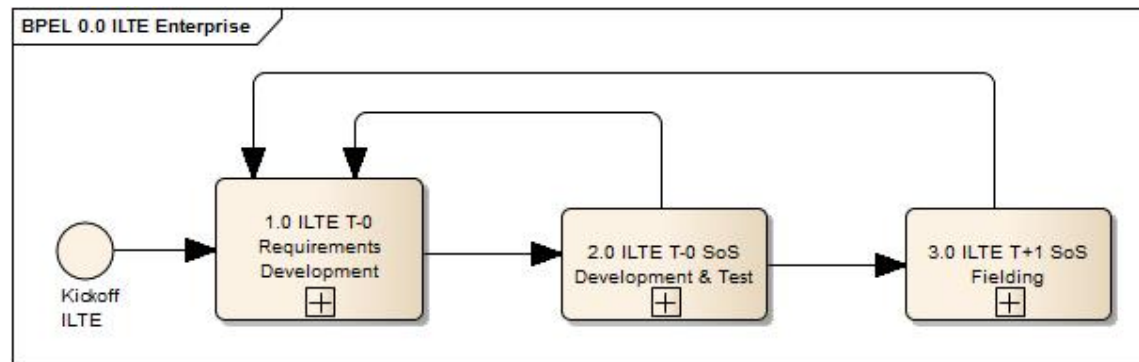 BPEL 0.0 ILTE Enterprise
Kickoff
ILTE
1.0 ILTE T-0
Requirements
Development
2.0 ILTE T-0 SoS
Development & Test
3.0 ILTE T+1 SoS
Fielding